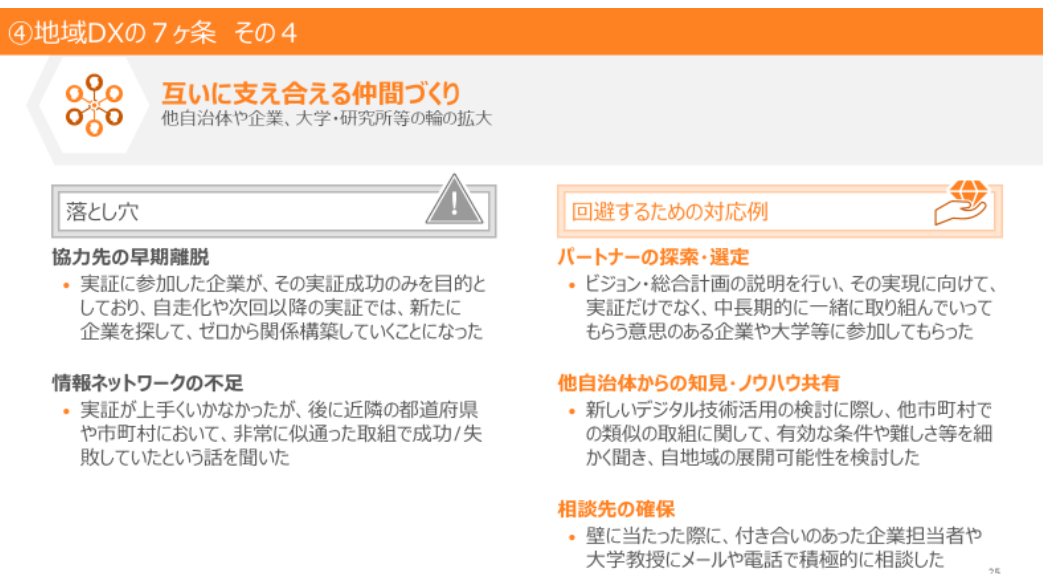 ④地域DXの７ヶ条 その４
互いに支え合える仲間づくり
他自治体や企業、大学・研究所等の輪の拡大
落とし穴
協力先の早期離脱
• 実証に参加した企業が、その実証成功のみを目的と
しており、自走化や次回以降の実証では、新たに
企業を探して、ゼロから関係構築していくことになった
情報ネットワークの不足
• 実証が上手くいかなかったが、後に近隣の都道府県
や市町村において、非常に似通った取組で成功/失
敗していたという話を聞いた
回避するための対応例
パートナーの探索・選定
• ビジョン・総合計画の説明を行い、その実現に向けて、
実証だけでなく、中長期的に一緒に取り組んでいって
もらう意思のある企業や大学等に参加してもらった
他自治体からの知見・ノウハウ共有
• 新しいデジタル技術活用の検討に際し、他市町村で
の類似の取組に関して、有効な条件や難しさ等を細
かく聞き、自地域の展開可能性を検討した
相談先の確保
• 壁に当たった際に、付き合いのあった企業担当者や
大学教授にメールや電話で積極的に相談した